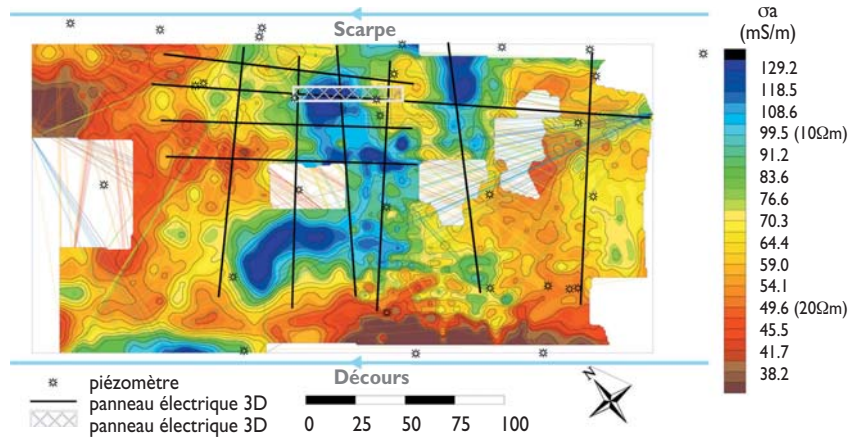 σa
(mS/m)
Scarpe
129.2
118.5
108.6
99.5 (10Ωm)
91.2
83.6
76.6
70.3
64.4
59.0
54.1
49.6 (20Ωm)
45.5
41.7
38.2
Décours
N
piézomètre
panneau électrique 3D
panneau électrique 3D
0 25 50 75 100